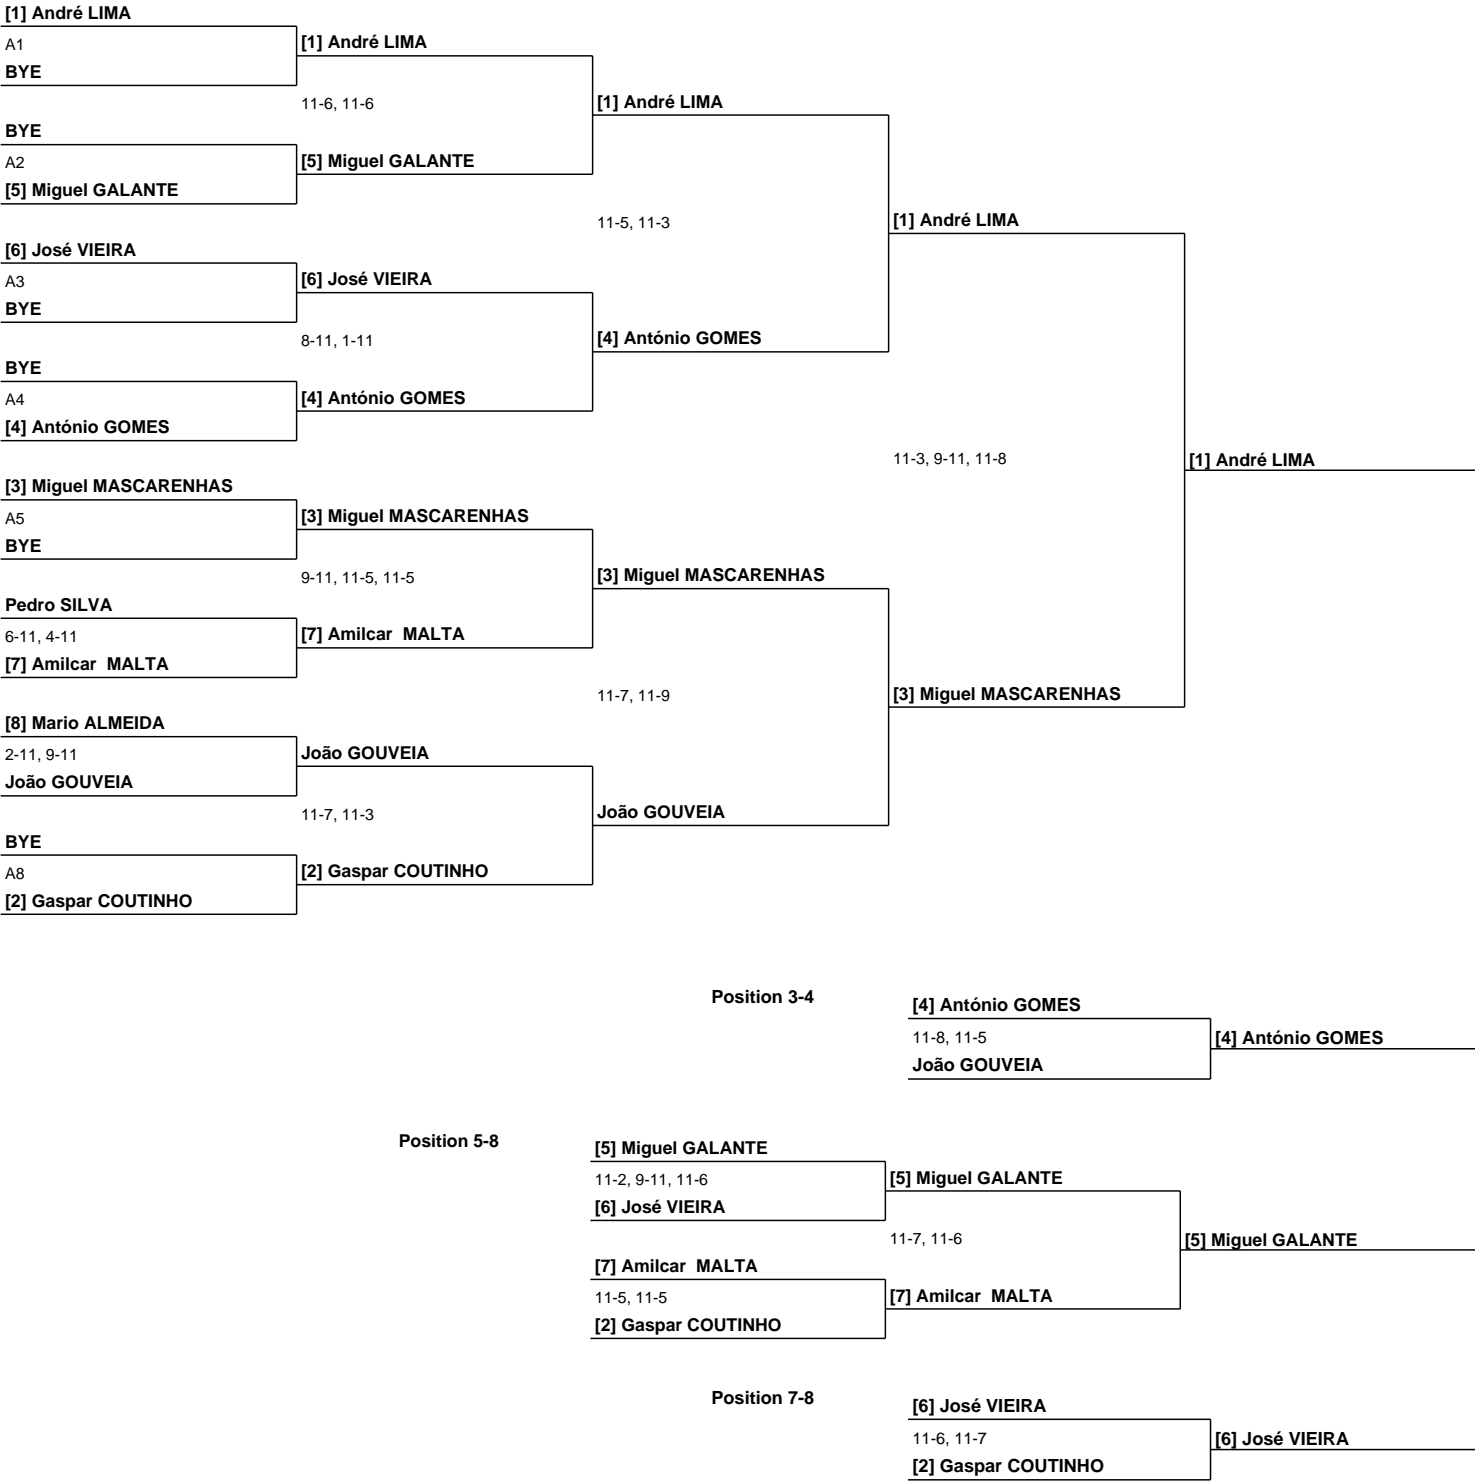 [1] André LIMA
A1
BYE
[1] André LIMA
11-6, 11-6
BYE
A2
[5] Miguel GALANTE
[5] Miguel GALANTE
[1] André LIMA
11-5, 11-3
[6] José VIEIRA
A3
BYE
[6] José VIEIRA
8-11, 1-11
BYE
A4
[4] António GOMES
[4] António GOMES
[4] António GOMES
[1] André LIMA
11-3, 9-11, 11-8
[1] André LIMA
[3] Miguel MASCARENHAS
A5
BYE
[3] Miguel MASCARENHAS
9-11, 11-5, 11-5
Pedro SILVA
6-11, 4-11
[7] Amilcar  MALTA
[7] Amilcar  MALTA
[3] Miguel MASCARENHAS
11-7, 11-9
[3] Miguel MASCARENHAS
[8] Mario ALMEIDA
2-11, 9-11
João GOUVEIA
João GOUVEIA
11-7, 11-3
João GOUVEIA
BYE
A8
[2] Gaspar COUTINHO
[2] Gaspar COUTINHO
Position 3-4
[4] António GOMES
11-8, 11-5
João GOUVEIA
[4] António GOMES
Position 5-8
[5] Miguel GALANTE
11-2, 9-11, 11-6
[6] José VIEIRA
[5] Miguel GALANTE
11-7, 11-6
[5] Miguel GALANTE
[7] Amilcar  MALTA
11-5, 11-5
[2] Gaspar COUTINHO
[7] Amilcar  MALTA
Position 7-8
[6] José VIEIRA
11-6, 11-7
[2] Gaspar COUTINHO
[6] José VIEIRA